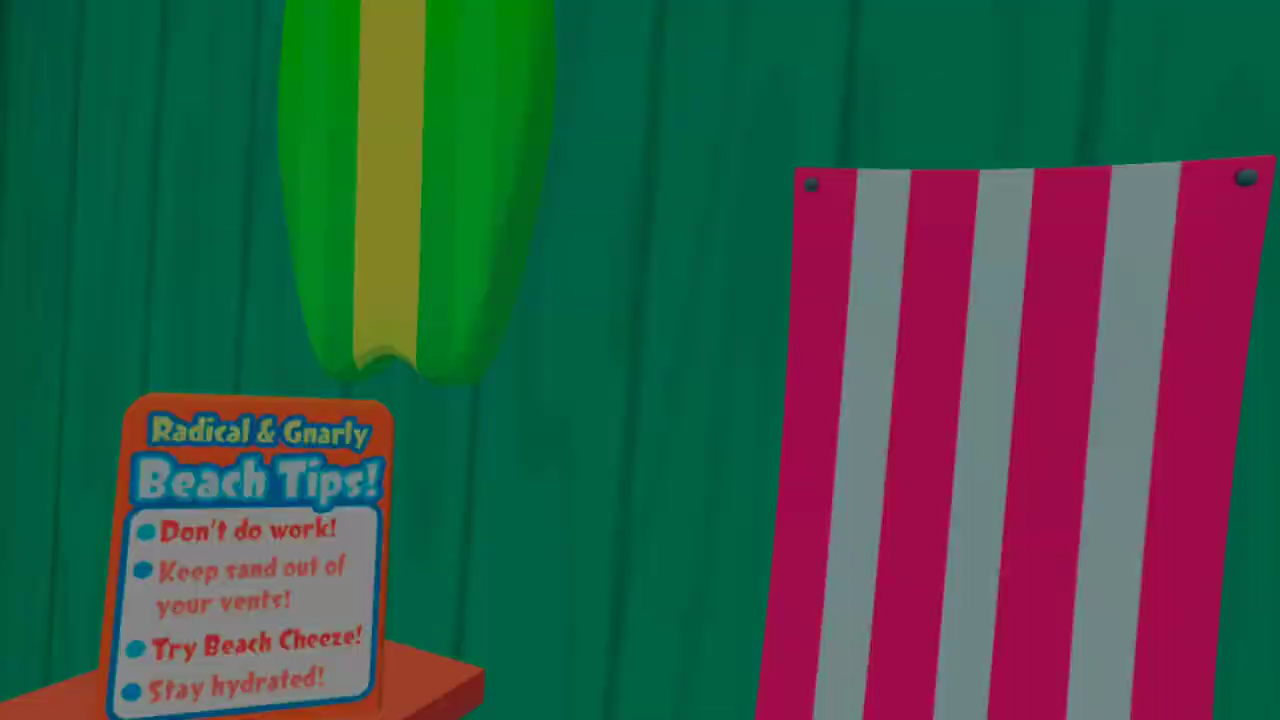 Radical & Gnarly
Beach Tips!
Don't do work!
Keep sand out of
your vents!
Try Beach Cheeze!
Stay hydrated!